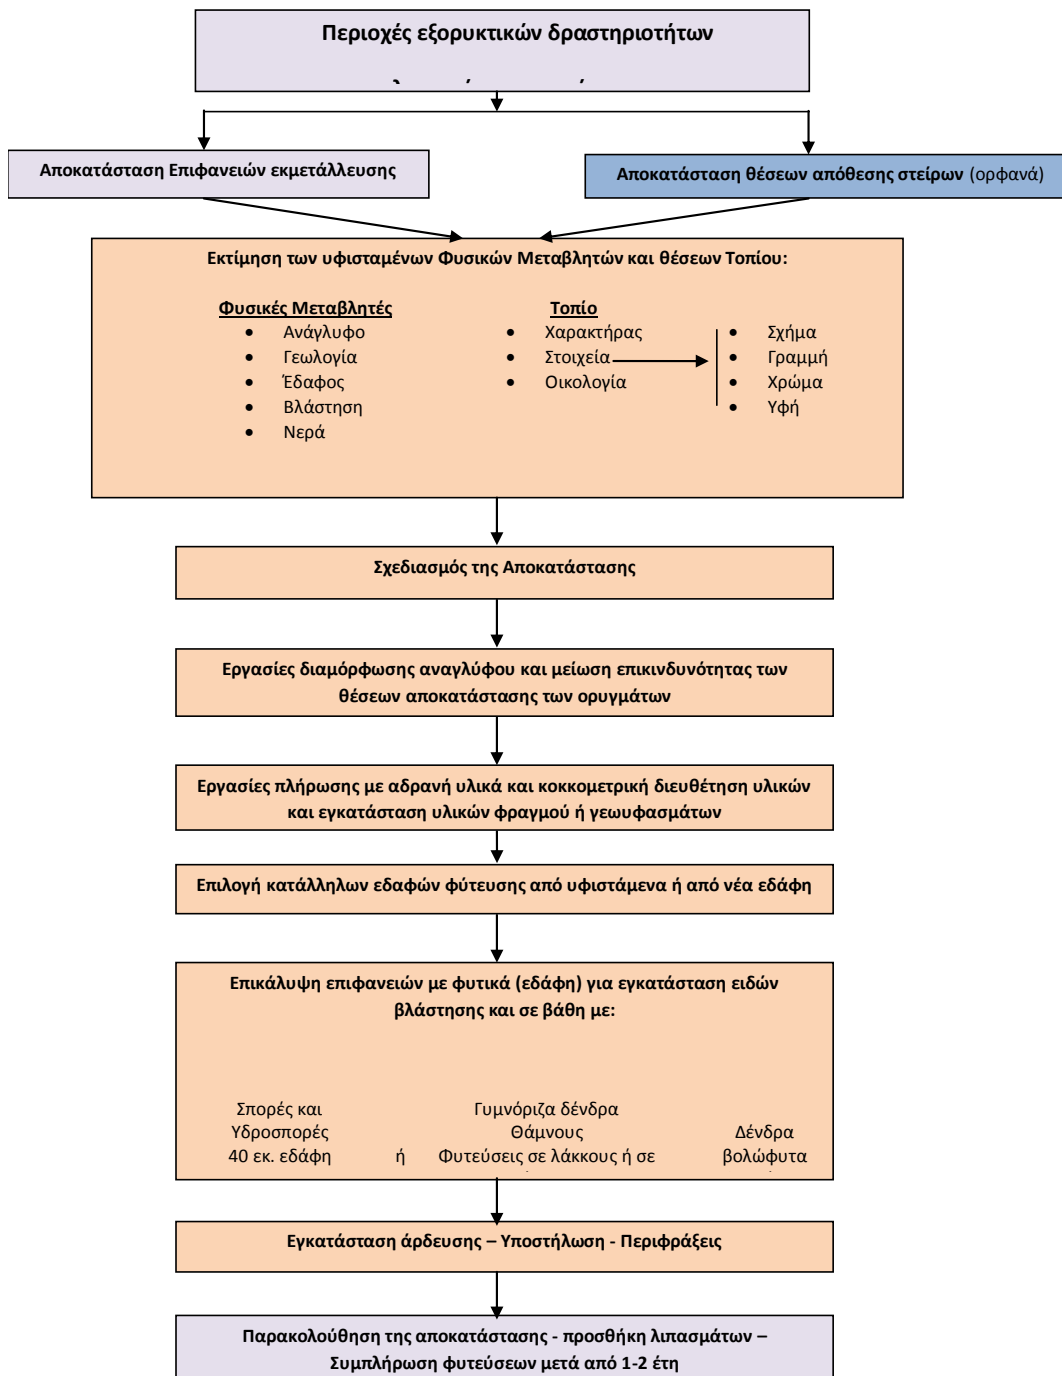 Περιοχές εξορυκτικών δραστηριοτήτων
Αποκατάσταση Επιφανειών εκμετάλλευσης
Αποκατάσταση θέσεων απόθεσης στείρων (ορφανά)
Εκτίμηση των υφισταμένων Φυσικών Μεταβλητών και θέσεων Τοπίου:
Φυσικές Μεταβλητές
• Ανάγλυφο
• Γεωλογία
• Έδαφος
• Βλάστηση
• Νερά
Τοπίο
• Χαρακτήρας
• Στοιχεία
• Οικολογία
• Σχήμα
• Γραμμή
• Χρώμα
• Υφή
Σχεδιασμός της Αποκατάστασης
Εργασίες διαμόρφωσης αναγλύφου και μείωση επικινδυνότητας των
θέσεων αποκατάστασης των ορυγμάτων
Εργασίες πλήρωσης με αδρανή υλικά και κοκκομετρική διευθέτηση υλικών
και εγκατάσταση υλικών φραγμού ή γεωυφασμάτων
Επιλογή κατάλληλων εδαφών φύτευσης από υφιστάμενα ή από νέα εδάφη
Επικάλυψη επιφανειών με φυτικά (εδάφη) για εγκατάσταση ειδών
βλάστησης και σε βάθη με:
Σπορές και
Υδροσπορές
40 εκ. εδάφη
ή
Γυμνόριζα δένδρα
Θάμνους
Φυτεύσεις σε λάκκους ή σε
Δένδρα
βολώφυτα
Εγκατάσταση άρδευσης – Υποστήλωση - Περιφράξεις
Παρακολούθηση της αποκατάστασης - προσθήκη λιπασμάτων –
Συμπλήρωση φυτεύσεων μετά από 1-2 έτη